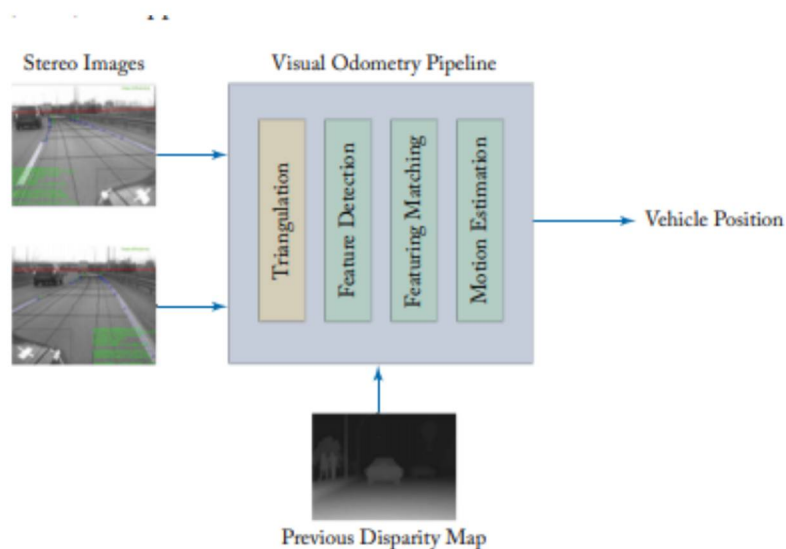 Stereo Images
Visual Odometry Pipeline
Triangulation
Feature Detection
Featuring Matching
Motion Estimation
Vehicle Position
Previous Disparity Map